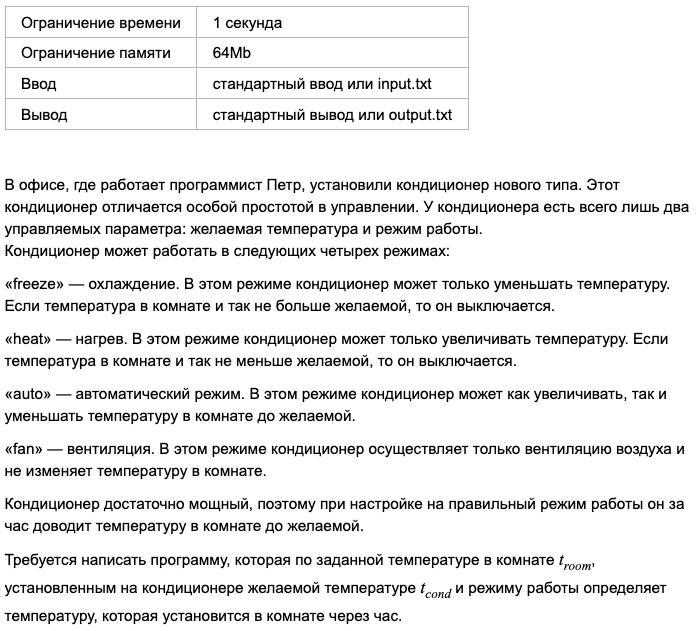 Ограничение времени 1 секунда
Ограничение памяти 64Mb
Ввод стандартный ввод или input.txt
Вывод стандартный вывод или output.txt
В офисе, где работает программист Петр, установили кондиционер нового типа. Этот
кондиционер отличается особой простотой в управлении. У кондиционера есть всего лишь два
управляемых параметра: желаемая температура и режим работы.
Кондиционер может работать в следующих четырех режимах:
«freeze» — охлаждение. В этом режиме кондиционер может только уменьшать температуру.
Если температура в комнате и так не больше желаемой, то он выключается.
«heat» — нагрев. В этом режиме кондиционер может только увеличивать температуру. Если
температура в комнате и так не меньше желаемой, то он выключается.
«auto» — автоматический режим. В этом режиме кондиционер может как увеличивать, так и
уменьшать температуру в комнате до желаемой.
«fan» — вентиляция. В этом режиме кондиционер осуществляет только вентиляцию воздуха и
не изменяет температуру в комнате.
Кондиционер достаточно мощный, поэтому при настройке на правильный режим работы он за
час доводит температуру в комнате до желаемой.
Требуется написать программу, которая по заданной температуре в комнате t_room,
установленным на кондиционере желаемой температуре t_cond и режиму работы определяет
температуру, которая установится в комнате через час.